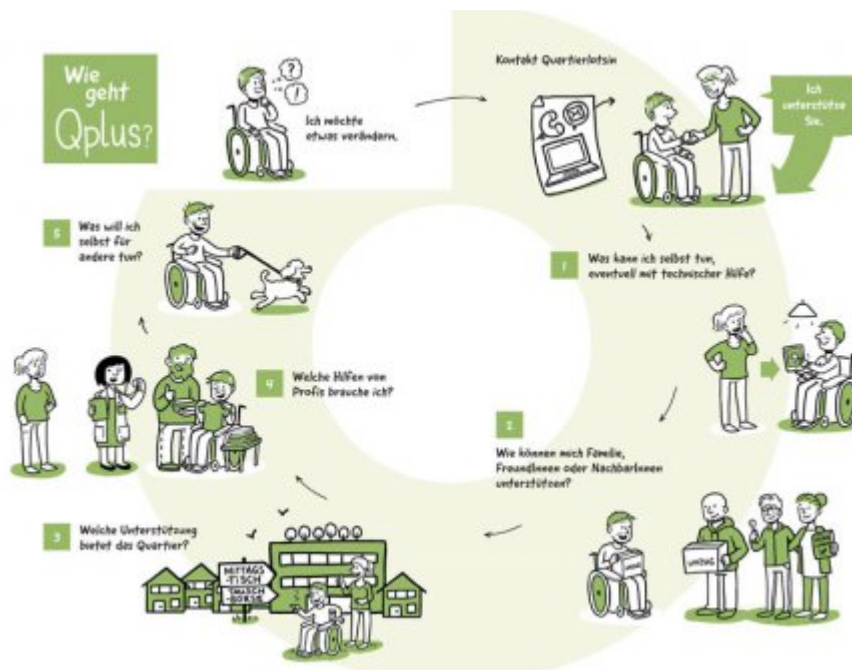 Wie
geht
Qplus?
?
!
Ich möchte
etwas verändern.
Kontakt Quartierlotsin
Ich
unterstütze
Sie.
1
Was kann ich selbst tun,
eventuell mit technischer Hilfe?
2
Wie können mich Familie,
FreundInnen oder NachbarInnen
unterstützen?
UMZUG
3
Welche Unterstützung
bietet das Quartier?
MITTAGS
-TISCH
TAUSCH
-BÖRSE
4
Welche Hilfen von
Profis brauche ich?
5
Was will ich
selbst für
andere tun?